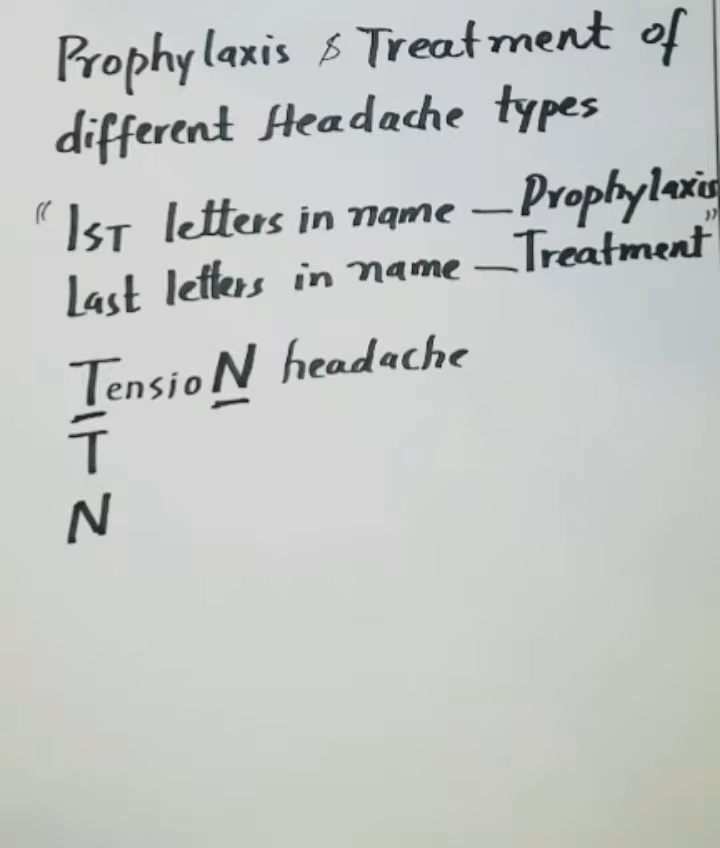 Prophylaxis & Treatment of
different Headache types
"1ST letters in name - Prophylaxis
Last letters in name - Treatment"
TensioN headache
T
N